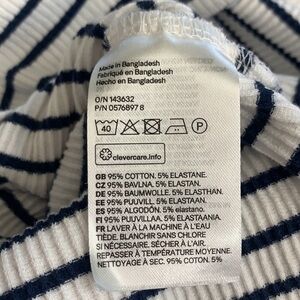 Made in Bangladesh
Fabriqué en Bangladesh
Hecho en Bangladesh
O/N 143632
P/N 0576897 8
40 P
clevercare.info
GB 95% COTTON, 5% ELASTANE.
CZ 95% BAVLNA, 5% ELASTAN.
DE 95% BAUMWOLLE, 5% ELASTHAN.
EE 95% PUUVILL, 5% ELASTAAN.
ES 95% ALGODÓN, 5% elastano.
FI 95% PUUVILLAA, 5% ELASTAANIA.
FR LAVER À LA MACHINE À L'EAU
TIÈDE. BLANCHIR SANS CHLORE
SI NÉCESSAIRE. SÉCHER À PLAT.
REPASSER À TEMPÉRATURE MOYENNE.
NETTOYAGE À SEC. 95% COTON, 5%